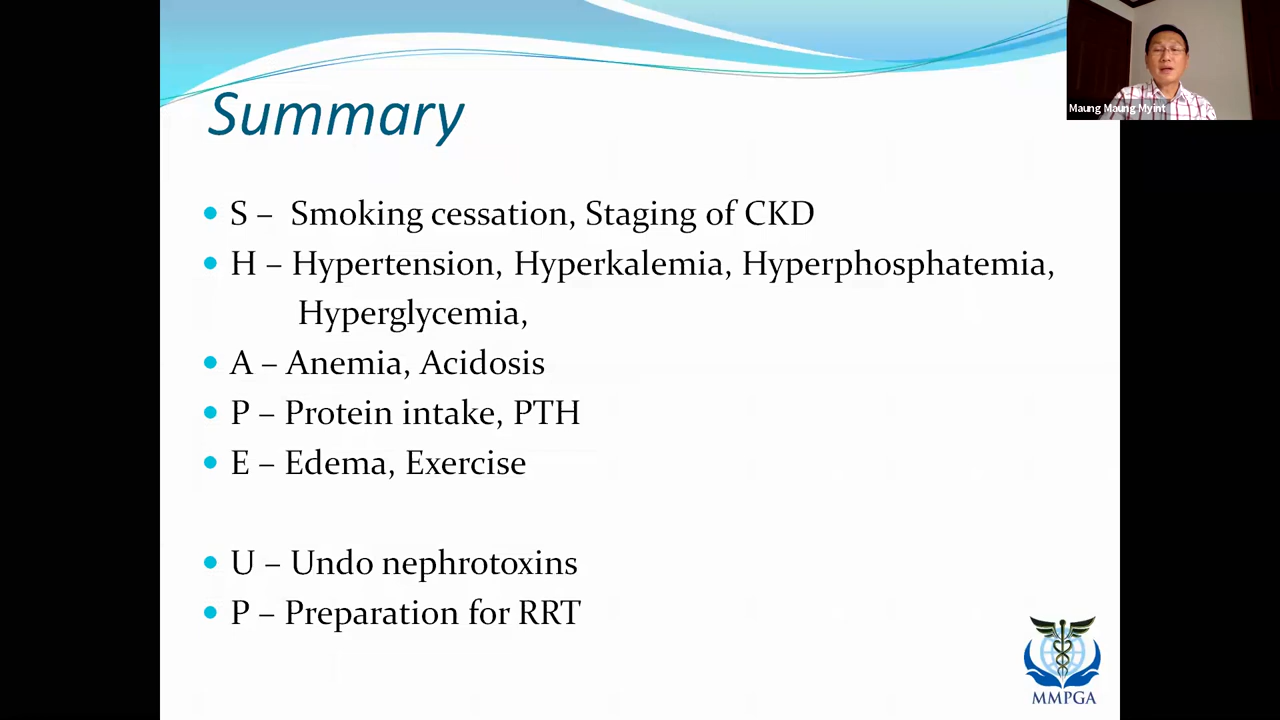 Summary
Maung Maung Myint
S – Smoking cessation, Staging of CKD
H – Hypertension, Hyperkalemia, Hyperphosphatemia,
Hyperglycemia,
A – Anemia, Acidosis
P – Protein intake, PTH
E – Edema, Exercise
U – Undo nephrotoxins
P – Preparation for RRT
MMPGA